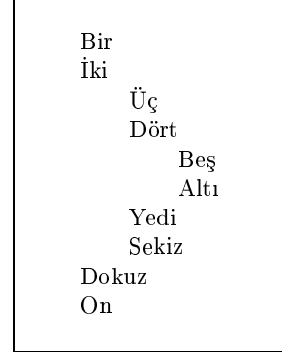 Bir
İki
Üç
Dört
Beş
Altı
Yedi
Sekiz
Dokuz
On